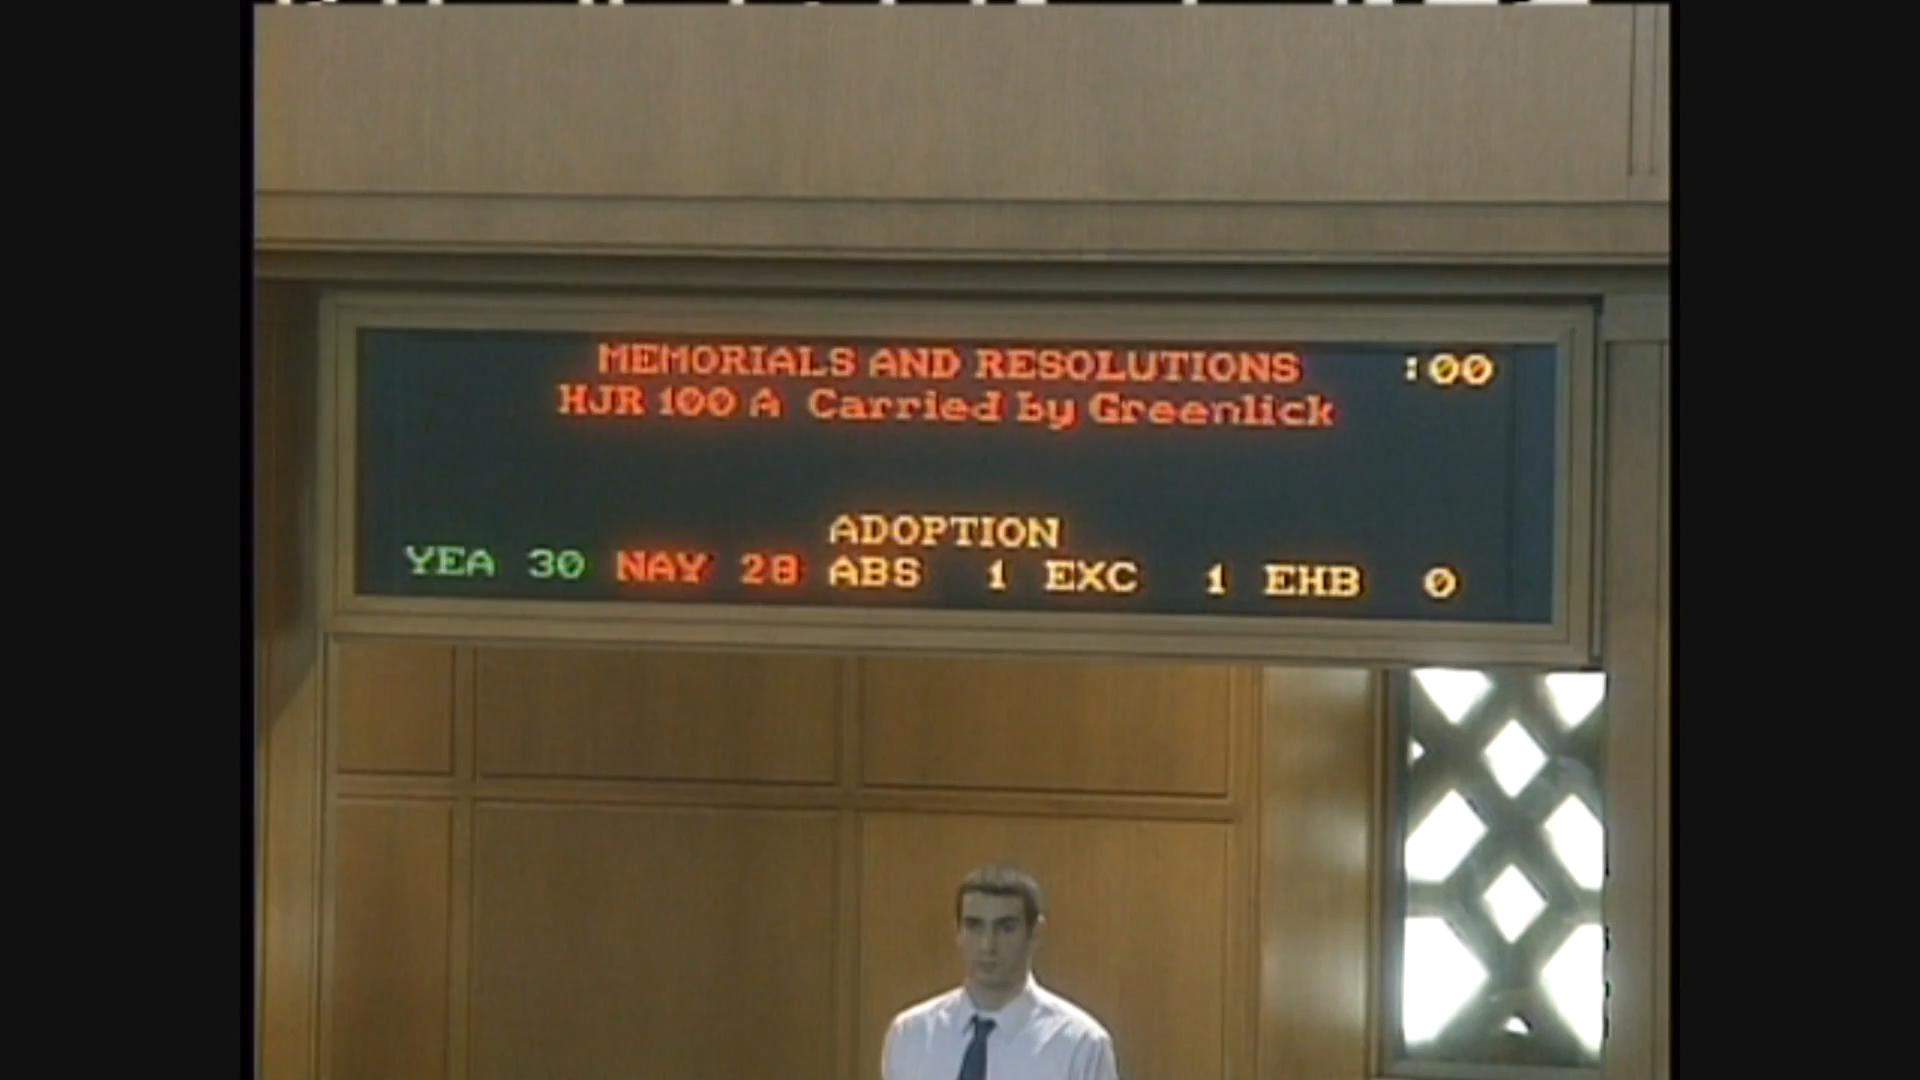 MEMORIALS AND RESOLUTIONS :00
HJR 100 A Carried by Greenlick
ADOPTION
YEA 30 NAY 28 ABS 1 EXC 1 EHB 0